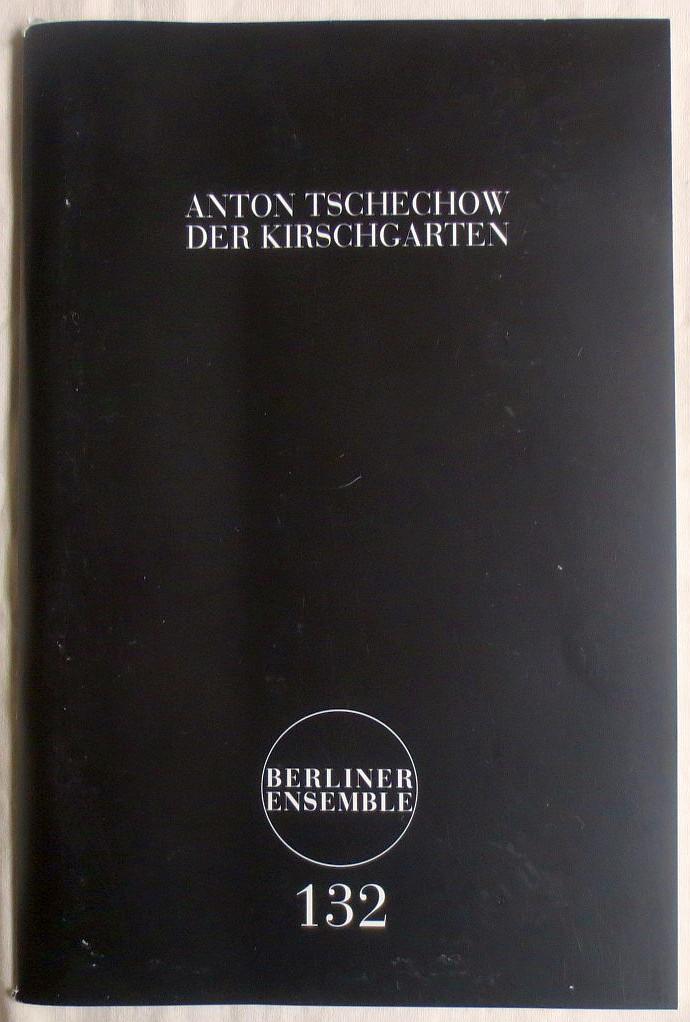 ANTON TSCHECHOW
DER KIRSCHGARTEN
BERLINER
ENSEMBLE
132